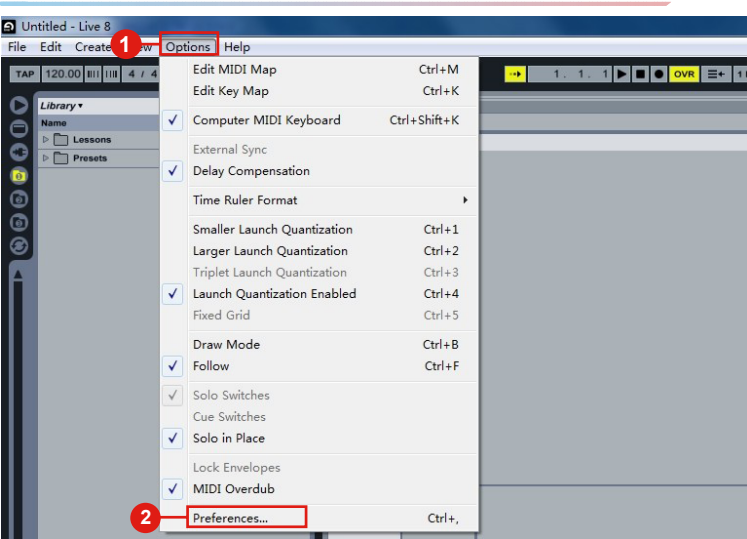 Untitled - Live 8
File Edit Create Options Help
1
TAP 120.00 4 / 4
1. 1. 1 OVR
Library
Name
Lessons
Presets
Edit MIDI Map Ctrl+M
Edit Key Map Ctrl+K
Computer MIDI Keyboard Ctrl+Shift+K
External Sync
Delay Compensation
Time Ruler Format
Smaller Launch Quantization Ctrl+1
Larger Launch Quantization Ctrl+2
Triplet Launch Quantization Ctrl+3
Launch Quantization Enabled Ctrl+4
Fixed Grid Ctrl+5
Draw Mode Ctrl+B
Follow Ctrl+F
Solo Switches
Cue Switches
Solo in Place
Lock Envelopes
MIDI Overdub
2
Preferences... Ctrl+,